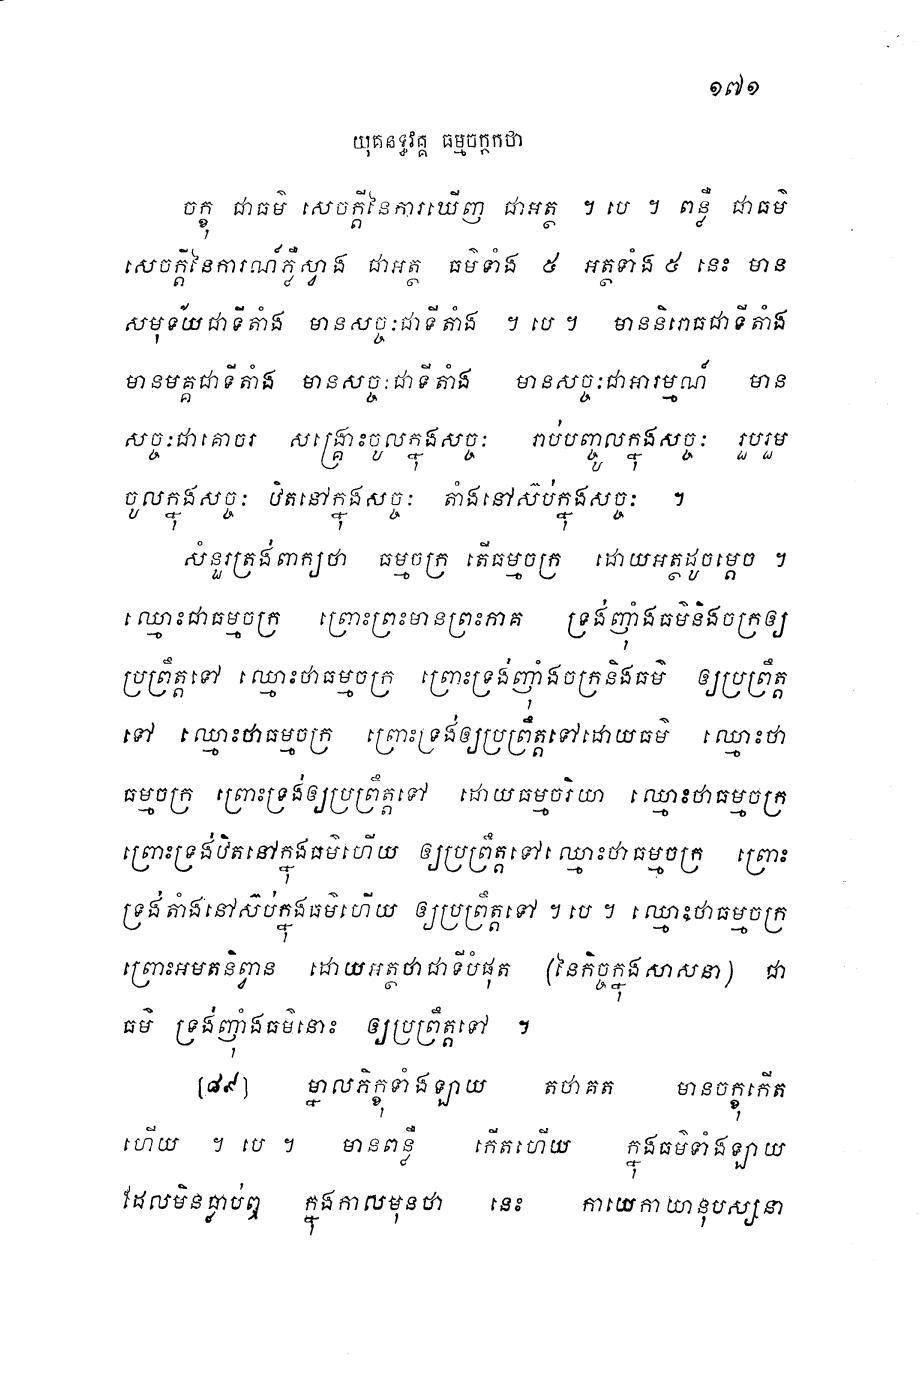 ១៧១
យុគនទ្ធវគ្គ ធម្មចក្កកថា
ចក្ខុ ជាធម៌ សេចក្តីនៃការឃើញ ជាអត្ថ ។ បេ ។ ពន្លឺ ជាធម៌
សេចក្តីនៃការណ៍ភ្លឺស្វាង ជាអត្ថ ធម៌ទាំង ៥ អត្ថទាំង ៥ នេះ មាន
សមុទយជាទីតាំង មានសច្ចៈជាទីតាំង ។ បេ ។ មាននិរោធជាទីតាំង
មានមគ្គជាទីតាំង មានសច្ចៈជាទីតាំង មានសច្ចៈជាអារម្មណ៍ មាន
សច្ចៈជាគោចរ សង្គ្រោះចូលក្នុងសច្ចៈ រាប់បញ្ចូលក្នុងសច្ចៈ រួបរួម
ចូលក្នុងសច្ចៈ ឋិតនៅក្នុងសច្ចៈ តាំងនៅស៊ប់ក្នុងសច្ចៈ ។
សំនួរត្រង់ពាក្យថា ធម្មចក្រ តើធម្មចក្រ ដោយអត្ថដូចម្តេច ។
ឈ្មោះជាធម្មចក្រ ព្រោះព្រះមានព្រះភាគ ទ្រង់ញ៉ាំងធម៌និងចក្រឲ្យ
ប្រព្រឹត្តទៅ ឈ្មោះថាធម្មចក្រ ព្រោះទ្រង់ញ៉ាំងចក្រនិងធម៌ ឲ្យប្រព្រឹត្ត
ទៅ ឈ្មោះថាធម្មចក្រ ព្រោះទ្រង់ឲ្យប្រព្រឹត្តទៅដោយធម៌ ឈ្មោះថា
ធម្មចក្រ ព្រោះទ្រង់ឲ្យប្រព្រឹត្តទៅ ដោយធម្មចរិយា ឈ្មោះថាធម្មចក្រ
ព្រោះទ្រង់ឋិតនៅក្នុងធម៌ហើយ ឲ្យប្រព្រឹត្តទៅ ឈ្មោះថាធម្មចក្រ ព្រោះ
ទ្រង់តាំងនៅស៊ប់ក្នុងធម៌ហើយ ឲ្យប្រព្រឹត្តទៅ ។ បេ ។ ឈ្មោះថាធម្មចក្រ
ព្រោះអមតនិព្វាន ដោយអត្ថថាជាទីបំផុត (នៃកិច្ចក្នុងសាសនា) ជា
ធម៌ ទ្រង់ញ៉ាំងធម៌នោះ ឲ្យប្រព្រឹត្តទៅ ។
[៨៩] ម្នាលភិក្ខុទាំងឡាយ តថាគត មានចក្ខុកើត
ហើយ ។ បេ ។ មានពន្លឺ កើតហើយ ក្នុងធម៌ទាំងឡាយ
ដែលមិនធ្លាប់ឮ ក្នុងកាលមុនថា នេះ កាយេកាយានុបស្សនា